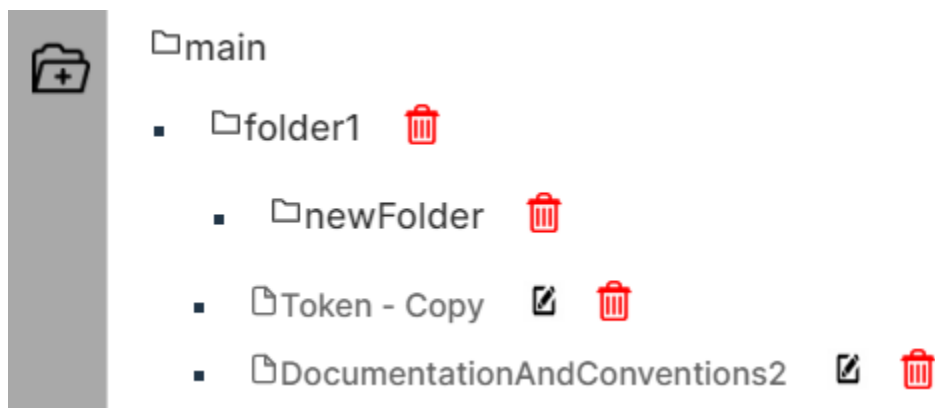 main
folder1
newFolder
Token - Copy
DocumentationAndConventions2